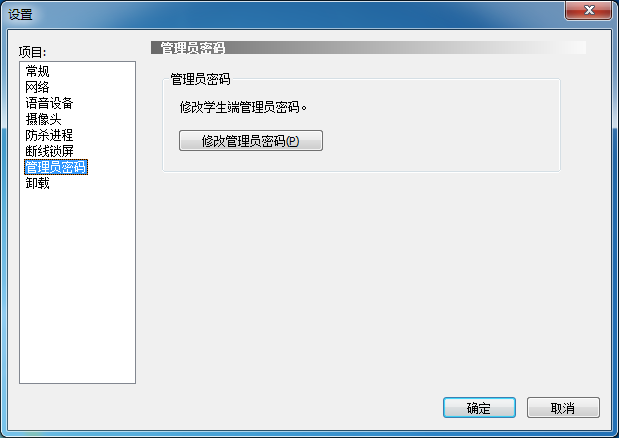 设置
项目:
常规
网络
语音设备
摄像头
防杀进程
断线锁屏
管理员密码
卸载
管理员密码
管理员密码
修改学生端管理员密码。
修改管理员密码(P)
确定
取消